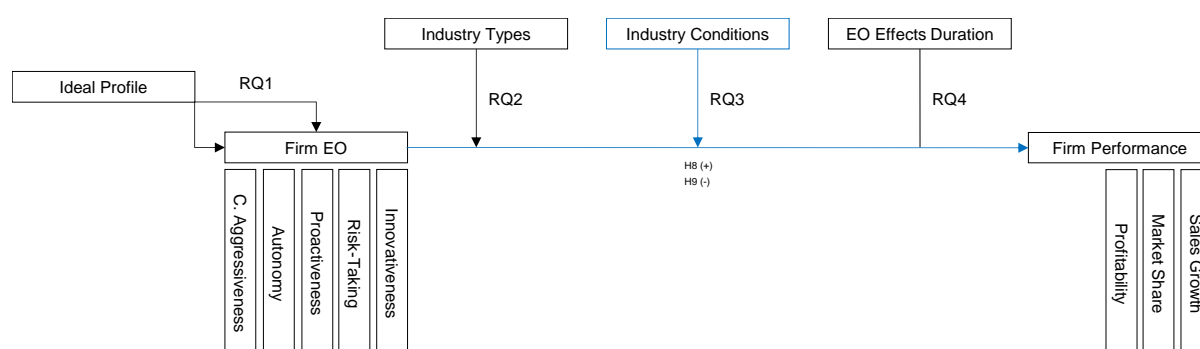 Industry Types
Industry Conditions
EO Effects Duration
Ideal Profile
RQ1
RQ2
RQ3
RQ4
Firm EO
Firm Performance
H8 (+)
H9 (-)
C. Aggressiveness
Autonomy
Proactiveness
Risk-Taking
Innovativeness
Profitability
Market Share
Sales Growth